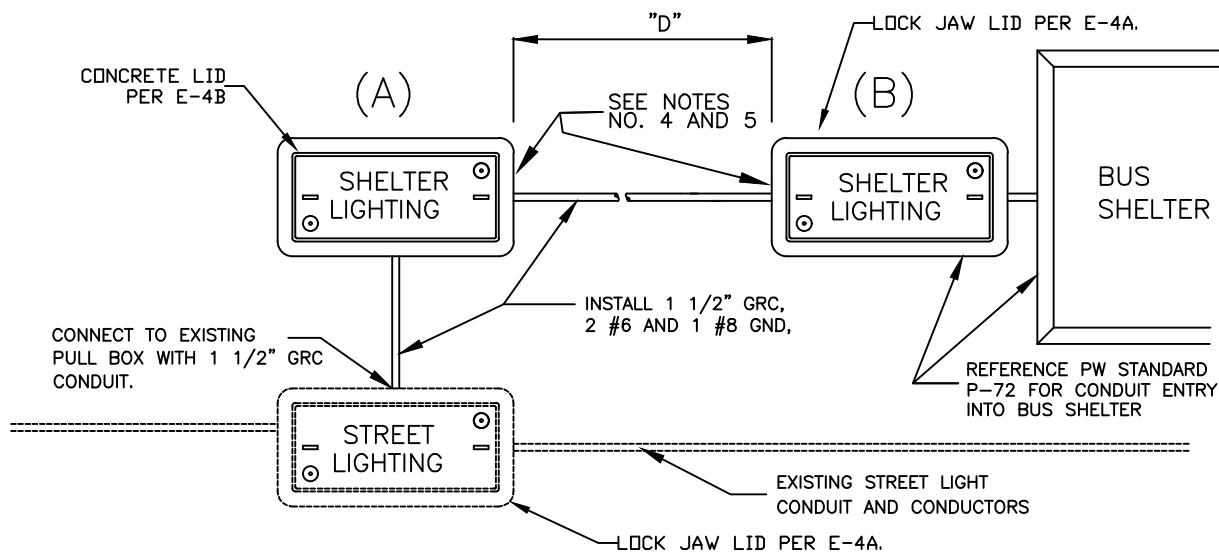 "D"
LOCK JAW LID PER E-4A.
CONCRETE LID
PER E-4B
(A)
SEE NOTES
NO. 4 AND 5
(B)
SHELTER
LIGHTING
SHELTER
LIGHTING
BUS
SHELTER
INSTALL 1 1/2" GRC,
2 #6 AND 1 #8 GND,
CONNECT TO EXISTING
PULL BOX WITH 1 1/2" GRC
CONDUIT.
REFERENCE PW STANDARD
P-72 FOR CONDUIT ENTRY
INTO BUS SHELTER
STREET
LIGHTING
EXISTING STREET LIGHT
CONDUIT AND CONDUCTORS
LOCK JAW LID PER E-4A.